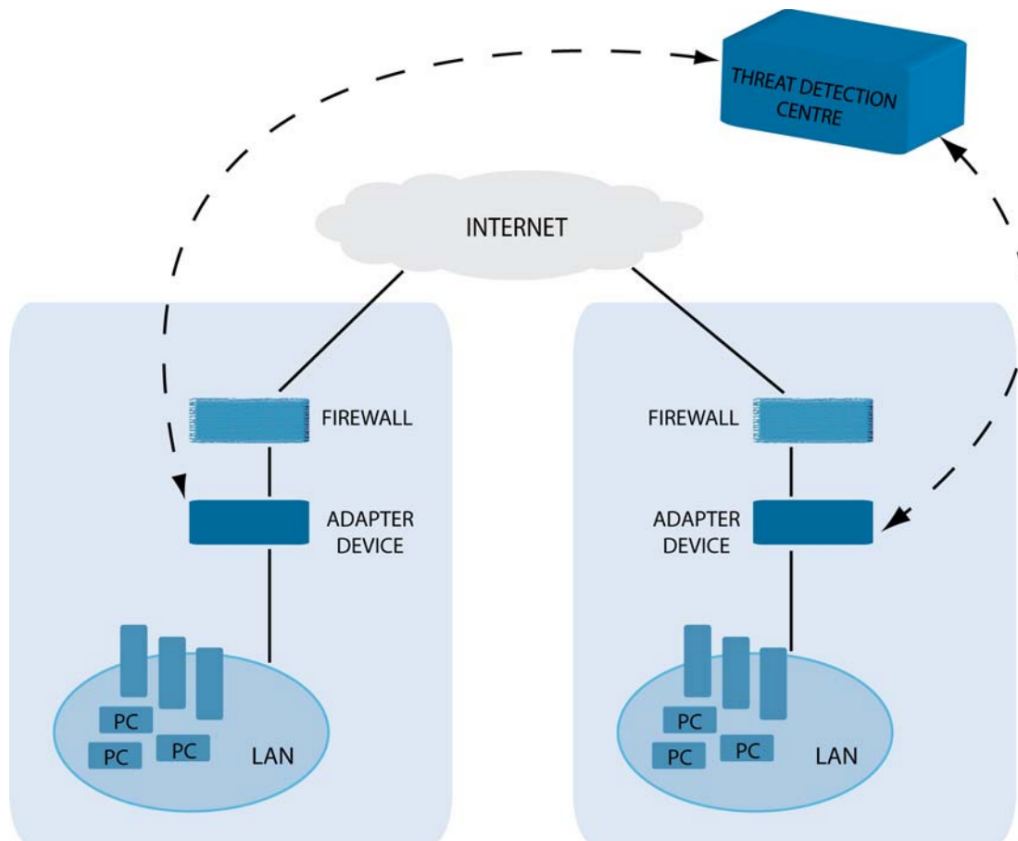 THREAT DETECTION
CENTRE
INTERNET
FIREWALL
FIREWALL
ADAPTER
DEVICE
ADAPTER
DEVICE
PC
PC
PC
LAN
PC
PC
PC
LAN